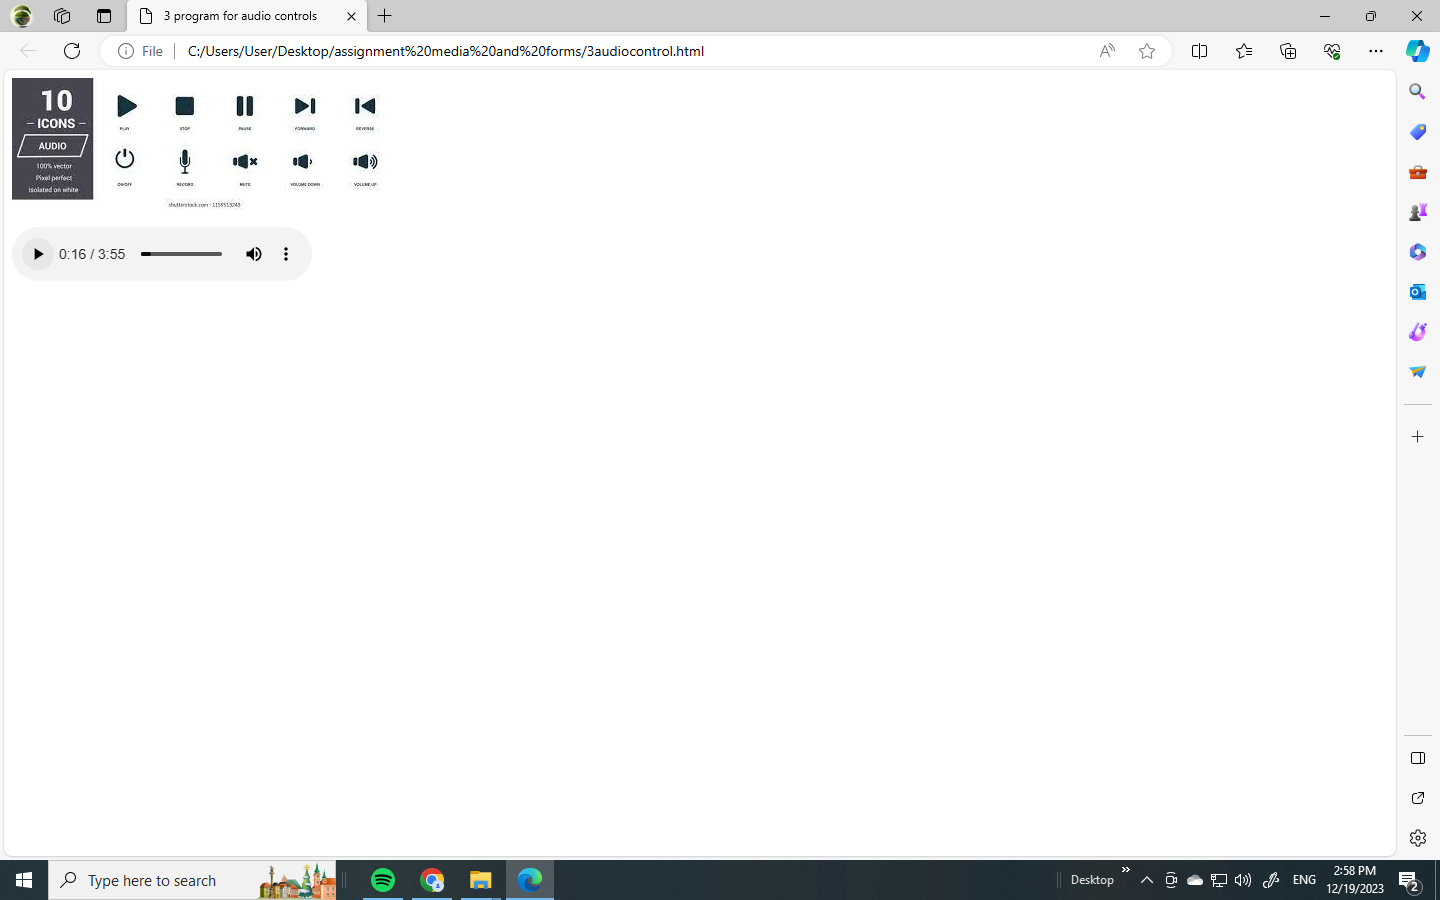 3 program for audio controls
File
C:/Users/User/Desktop/assignment%20media%20and%20forms/3audiocontrol.html
10
– ICONS –
AUDIO
100% vector
Pixel perfect
Isolated on white
PLAY
STOP
PAUSE
FORWARD
REVERSE
ON/OFF
RECORD
MUTE
VOLUME DOWN
VOLUME UP
shutterstock.com · 1159513243
0:16 / 3:55
Type here to search
Desktop
ENG
2:58 PM
12/19/2023
2